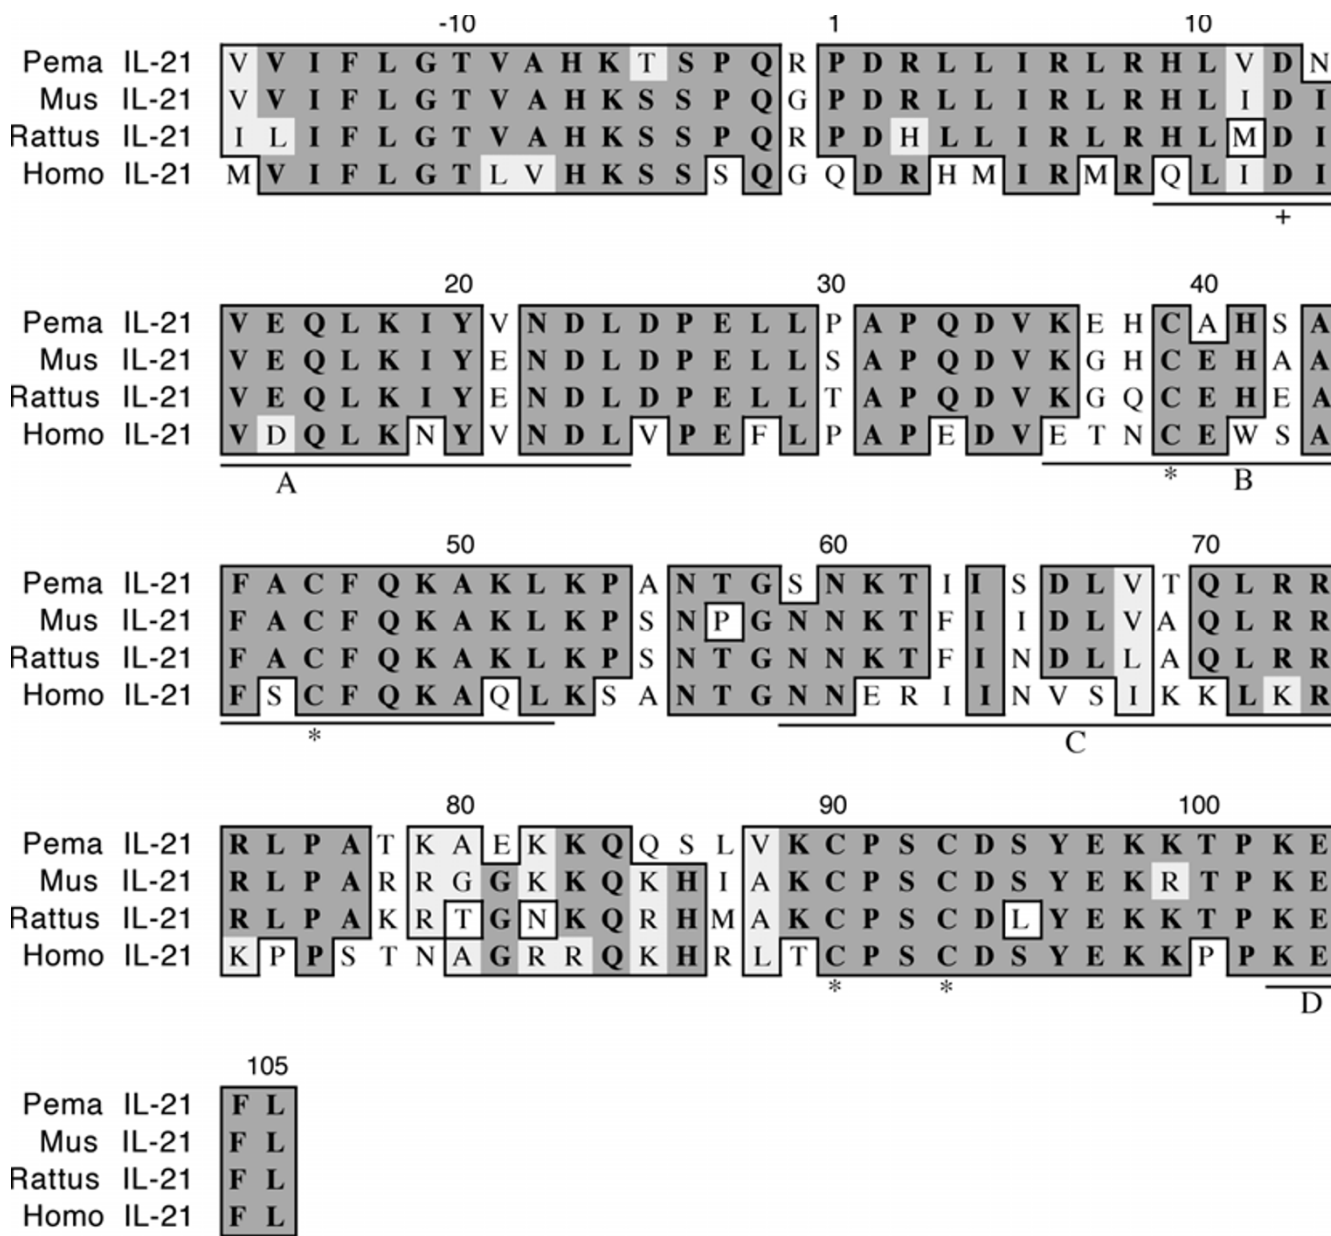 -10 1 10
Pema IL-21 V V I F L G T V A H K T S P Q R P D R L L I R L R H L V D N
Mus IL-21 V V I F L G T V A H K S S P Q G P D R L L I R L R H L I D I
Rattus IL-21 I L I F L G T V A H K S S P Q R P D H L L I R L R H L M D I
Homo IL-21 M V I F L G T L V H K S S S Q G Q D R H M I R M R Q L I D I
+
20 30 40
Pema IL-21 V E Q L K I Y V N D L D P E L L P A P Q D V K E H C A H S A
Mus IL-21 V E Q L K I Y E N D L D P E L L S A P Q D V K G H C E H A A
Rattus IL-21 V E Q L K I Y E N D L D P E L L T A P Q D V K G Q C E H E A
Homo IL-21 V D Q L K N Y V N D L V P E F L P A P E D V E T N C E W S A
A * B
50 60 70
Pema IL-21 F A C F Q K A K L K P A N T G S N K T I I S D L V T Q L R R
Mus IL-21 F A C F Q K A K L K P S N P G N N K T F I I D L V A Q L R R
Rattus IL-21 F A C F Q K A K L K P S N T G N N K T F I N D L L A Q L R R
Homo IL-21 F S C F Q K A Q L K S A N T G N N E R I I N V S I K K L K R
* C
80 90 100
Pema IL-21 R L P A T K A E K K Q Q S L V K C P S C D S Y E K K T P K E
Mus IL-21 R L P A R R G G K K Q K H I A K C P S C D S Y E K R T P K E
Rattus IL-21 R L P A K R T G N K Q R H M A K C P S C D L Y E K K T P K E
Homo IL-21 K P P S T N A G R R Q K H R L T C P S C D S Y E K K P P K E
* * D
105
Pema IL-21 F L
Mus IL-21 F L
Rattus IL-21 F L
Homo IL-21 F L